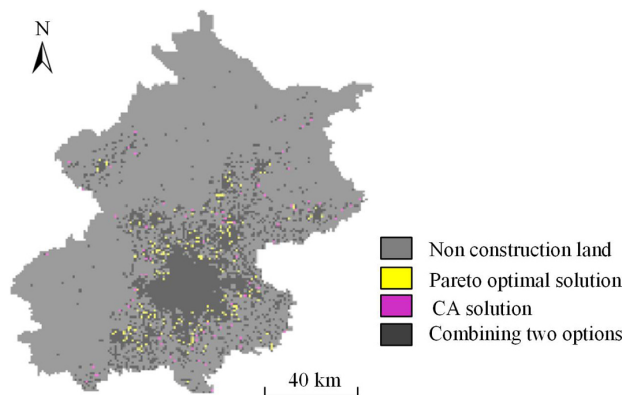 N
Non construction land
Pareto optimal solution
CA solution
Combining two options
40 km